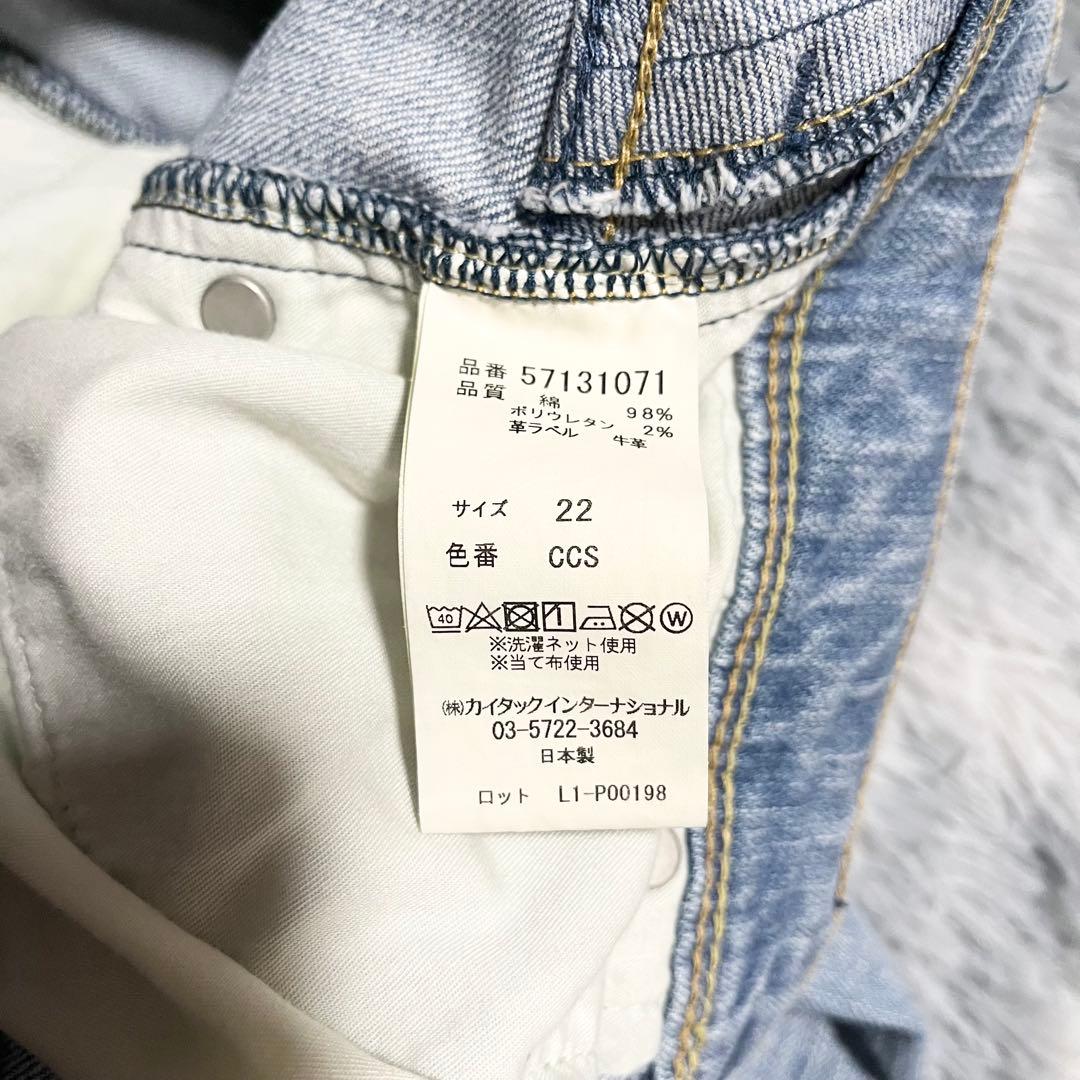 品番 57131071
品質 綿 98%
ポリウレタン 2%
革ラベル 牛革
サイズ 22
色番 CCS
40 W
※洗濯ネット使用
※当て布使用
㈱カイタックインターナショナル
03-5722-3684
日本製
ロット L1-P00198